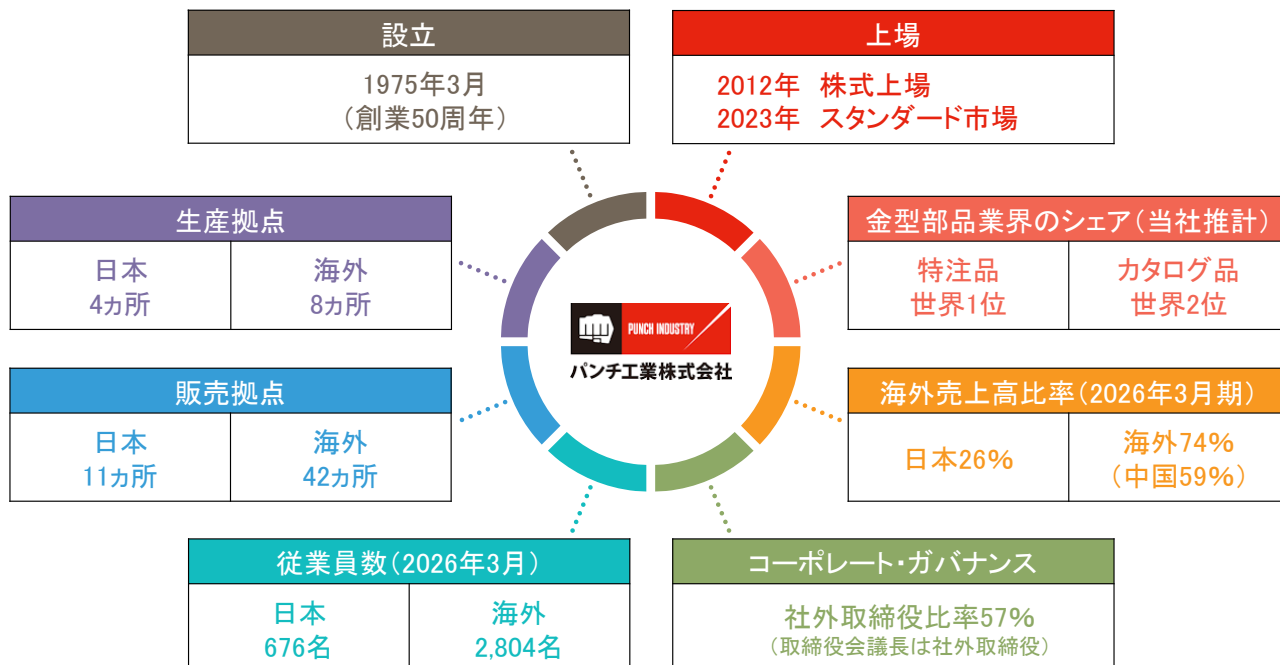 設立
1975年3月
（創業50周年）
上場
2012年 株式上場
2023年 スタンダード市場
生産拠点
日本
4ヵ所
海外
8ヵ所
金型部品業界のシェア（当社推計）
特注品
世界1位
カタログ品
世界2位
PUNCH INDUSTRY
パンチ工業株式会社
販売拠点
日本
11ヵ所
海外
42ヵ所
海外売上高比率（2026年3月期）
日本26%
海外74%
（中国59%）
従業員数（2026年3月）
日本
676名
海外
2,804名
コーポレート・ガバナンス
社外取締役比率57%
（取締役会議長は社外取締役）